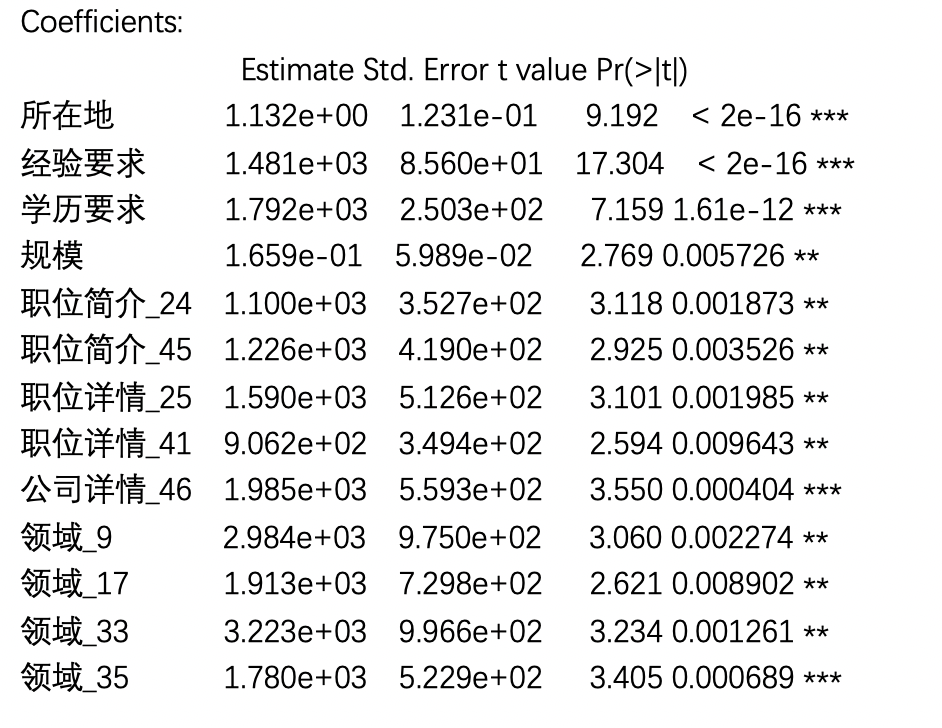 Coefficients:
Estimate Std. Error t value Pr(>|t|)
所在地 1.132e+00 1.231e-01 9.192 < 2e-16 ***
经验要求 1.481e+03 8.560e+01 17.304 < 2e-16 ***
学历要求 1.792e+03 2.503e+02 7.159 1.61e-12 ***
规模 1.659e-01 5.989e-02 2.769 0.005726 **
职位简介_24 1.100e+03 3.527e+02 3.118 0.001873 **
职位简介_45 1.226e+03 4.190e+02 2.925 0.003526 **
职位详情_25 1.590e+03 5.126e+02 3.101 0.001985 **
职位详情_41 9.062e+02 3.494e+02 2.594 0.009643 **
公司详情_46 1.985e+03 5.593e+02 3.550 0.000404 ***
领域_9 2.984e+03 9.750e+02 3.060 0.002274 **
领域_17 1.913e+03 7.298e+02 2.621 0.008902 **
领域_33 3.223e+03 9.966e+02 3.234 0.001261 **
领域_35 1.780e+03 5.229e+02 3.405 0.000689 ***